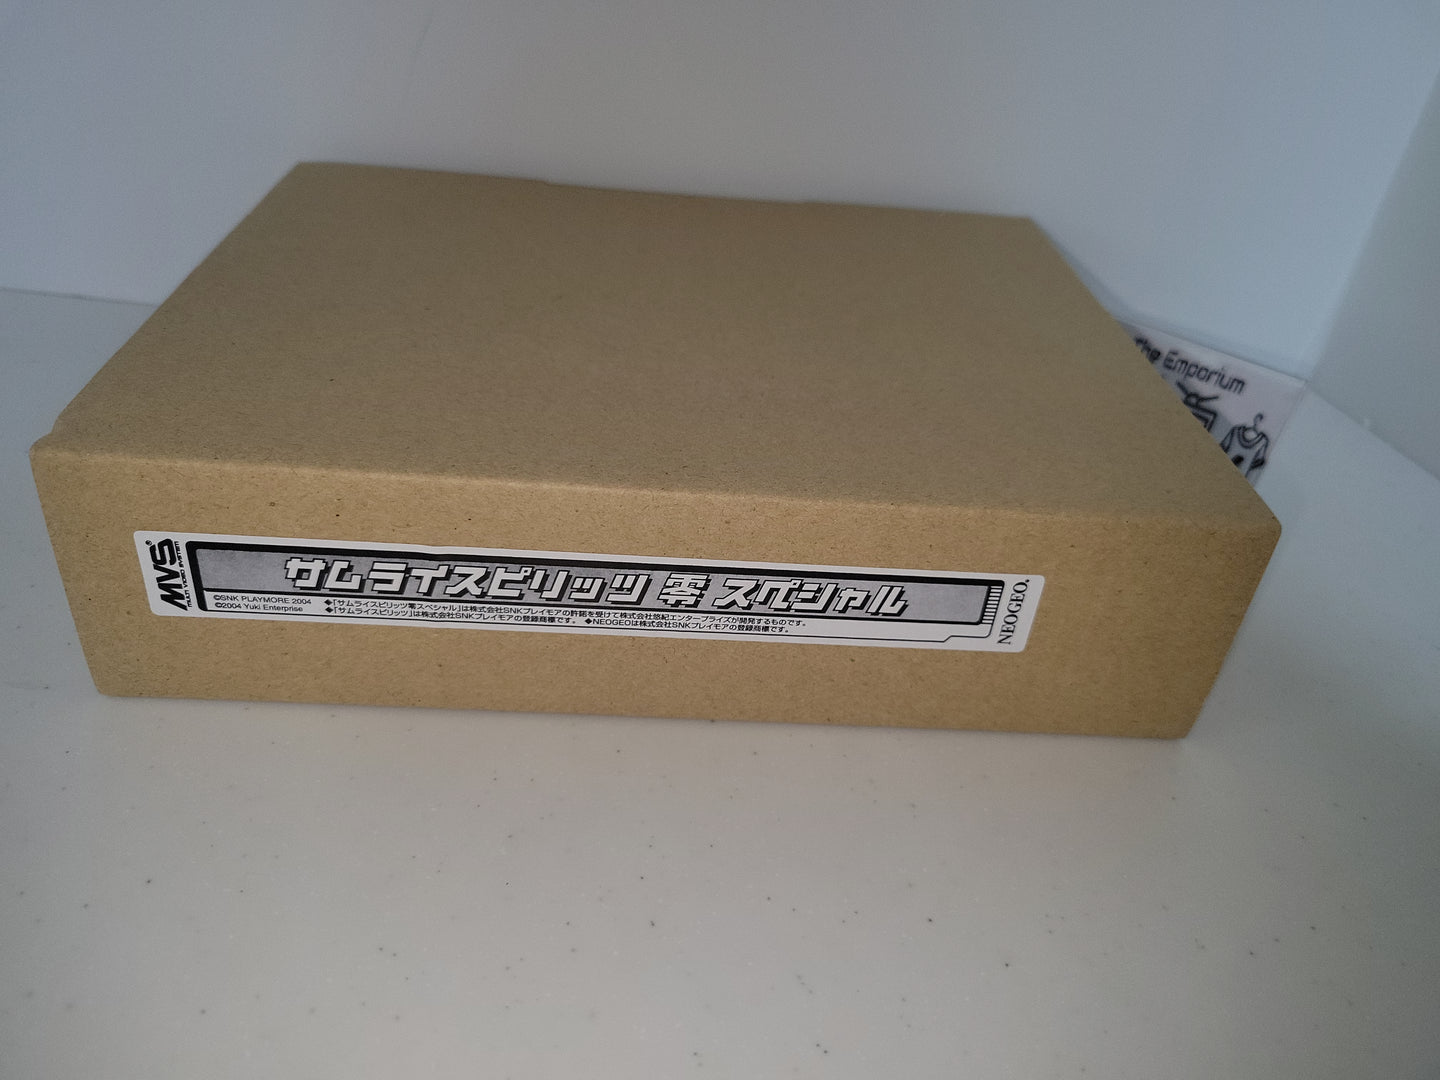 MVS®
MULTI VIDEO SYSTEM
サムライスピリッツ 零 スペシャル
©SNK PLAYMORE 2004
©2004 Yuki Enterprise
◆「サムライスピリッツ零スペシャル」は株式会社SNKプレイモアの許諾を受けて株式会社悠紀エンタープライズが開発するものです。
◆「サムライスピリッツ」は株式会社SNKプレイモアの登録商標です。 ◆NEOGEOは株式会社SNKプレイモアの登録商標です。
NEOGEO®
The Emporium